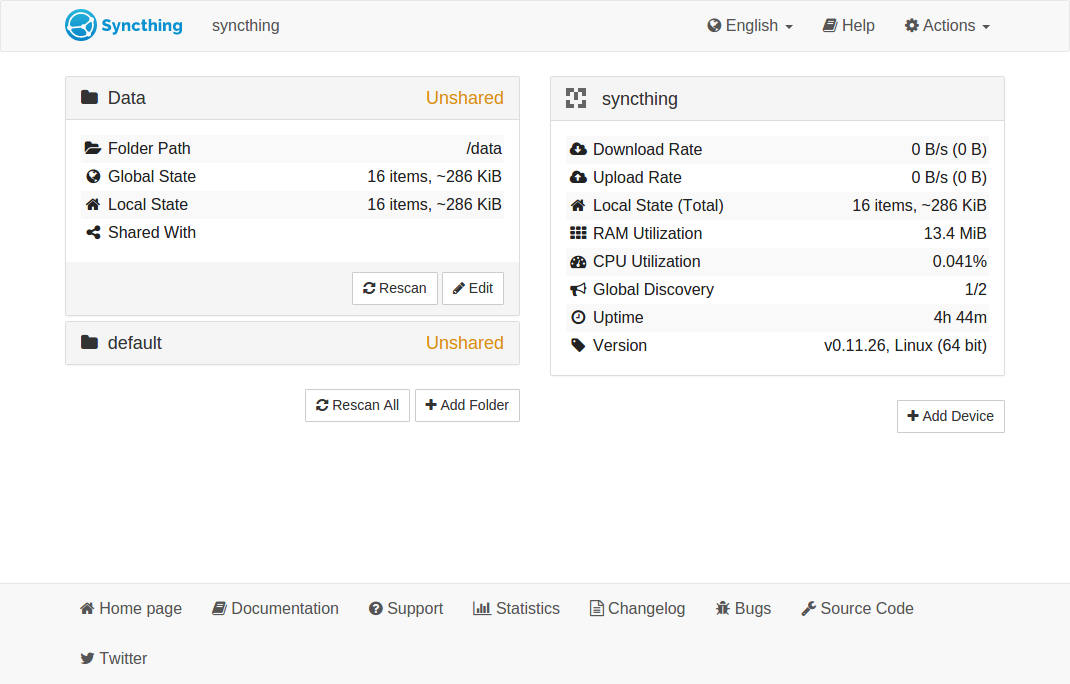 Syncthing syncthing English Help Actions
Data Unshared
Folder Path /data
Global State 16 items, ~286 KiB
Local State 16 items, ~286 KiB
Shared With
Rescan Edit
default Unshared
Rescan All Add Folder
syncthing
Download Rate 0 B/s (0 B)
Upload Rate 0 B/s (0 B)
Local State (Total) 16 items, ~286 KiB
RAM Utilization 13.4 MiB
CPU Utilization 0.041%
Global Discovery 1/2
Uptime 4h 44m
Version v0.11.26, Linux (64 bit)
Add Device
Home page Documentation Support Statistics Changelog Bugs Source Code
Twitter